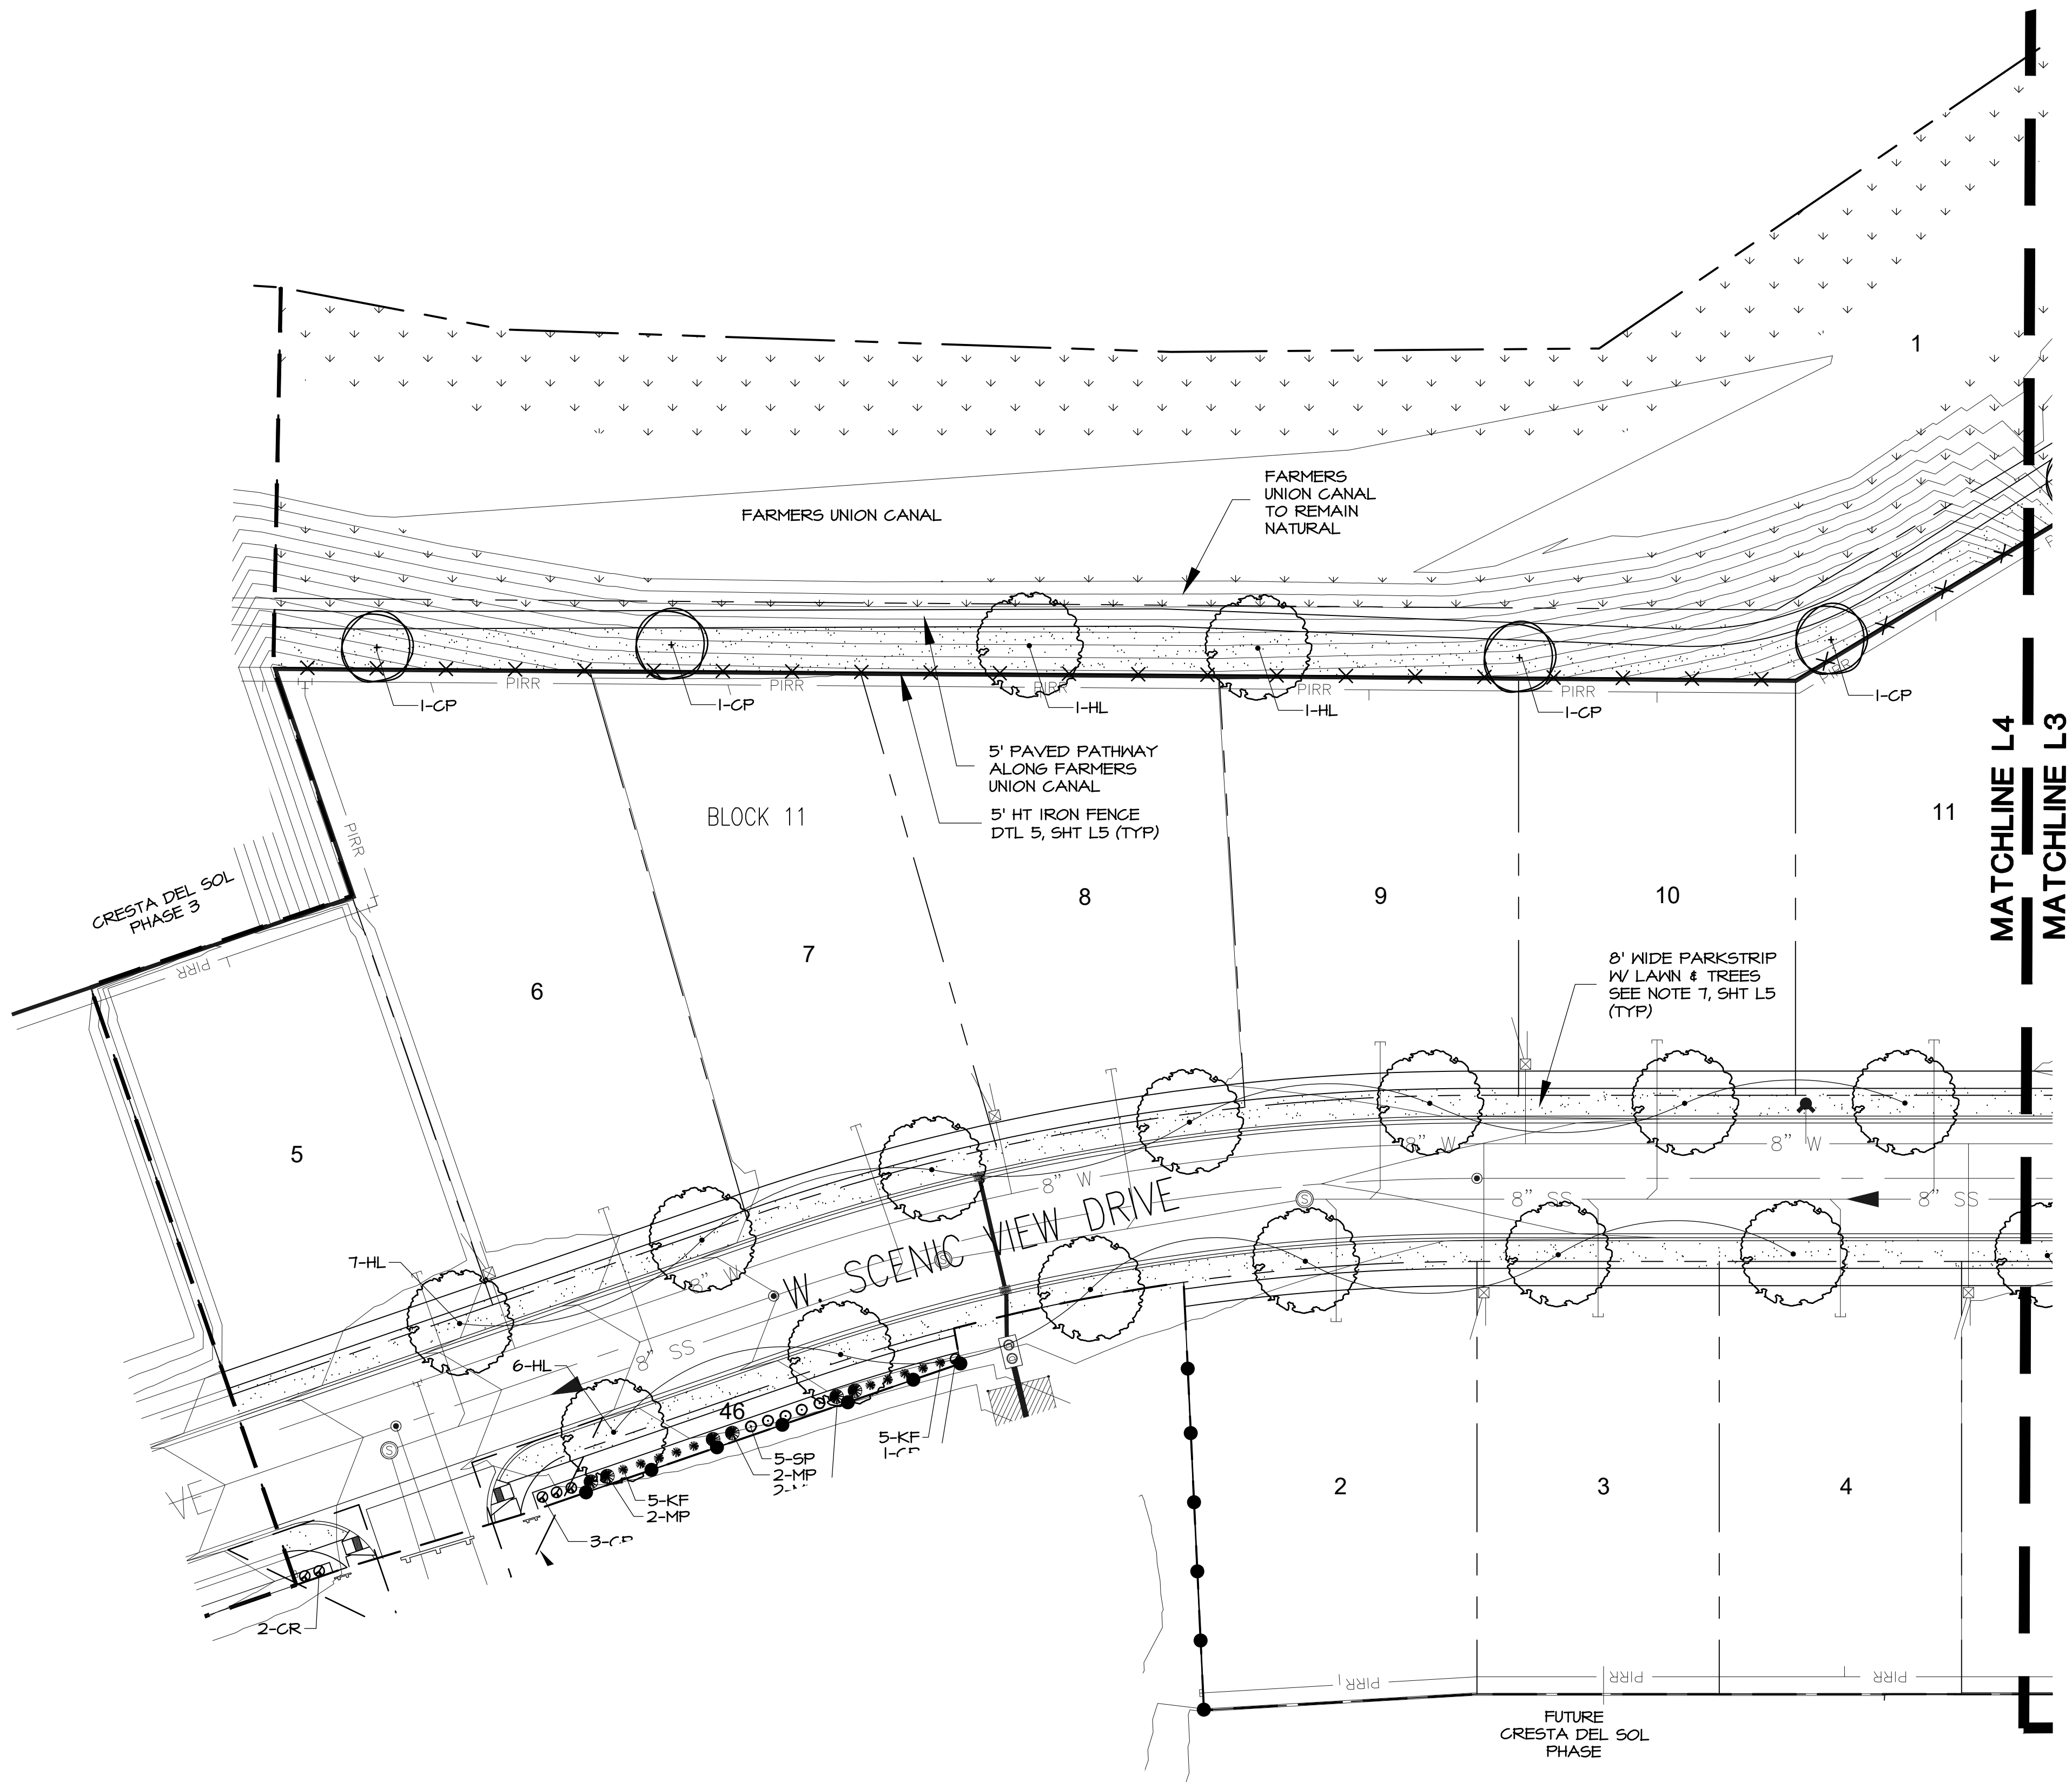 1
FARMERS
UNION CANAL
TO REMAIN
NATURAL
FARMERS UNION CANAL
PIRR
PIRR
PIRR
PIRR
PIRR
PIRR
1-CP
1-CP
1-HL
1-HL
1-CP
1-CP
5' PAVED PATHWAY
ALONG FARMERS
UNION CANAL
5' HT IRON FENCE
DTL 5, SHT L5 (TYP)
BLOCK 11
MATCHLINE L4
MATCHLINE L3
PIRR
CRESTA DEL SOL
PHASE 3
PIRR
5
6
7
8
9
10
11
8' WIDE PARKSTRIP
W/ LAWN & TREES
SEE NOTE 7, SHT L5
(TYP)
8" W
8" W
8" W
8" W
8" SS
8" SS
8" SS
S
S
S
W. SCENIC VIEW DRIVE
7-HL
6-HL
46
5-KF
5-SP
2-MP
5-KF
2-MP
VE
2-CR
2
3
4
PIRR
PIRR
PIRR
FUTURE
CRESTA DEL SOL
PHASE